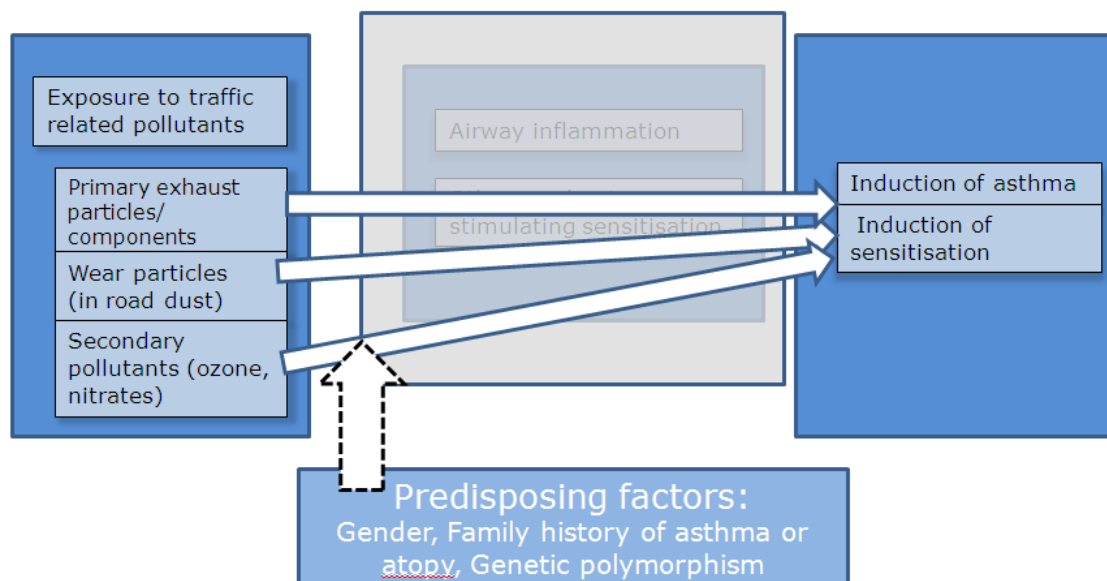 Exposure to traffic
related pollutants
Primary exhaust
particles/
components
Wear particles
(in road dust)
Secondary
pollutants (ozone,
nitrates)
Airway inflammation
stimulating sensitisation
Induction of asthma
Induction of
sensitisation
Predisposing factors:
Gender, Family history of asthma or
atopy, Genetic polymorphism